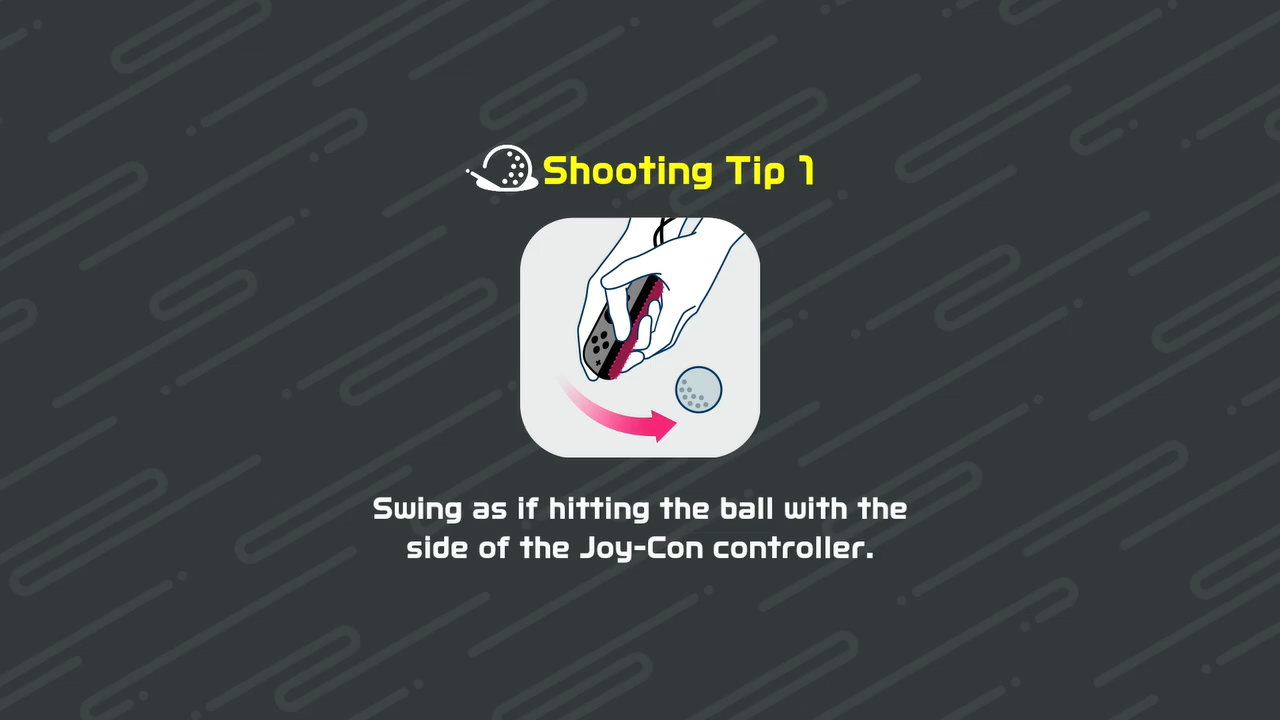 Shooting Tip 1
Swing as if hitting the ball with the
side of the Joy-Con controller.